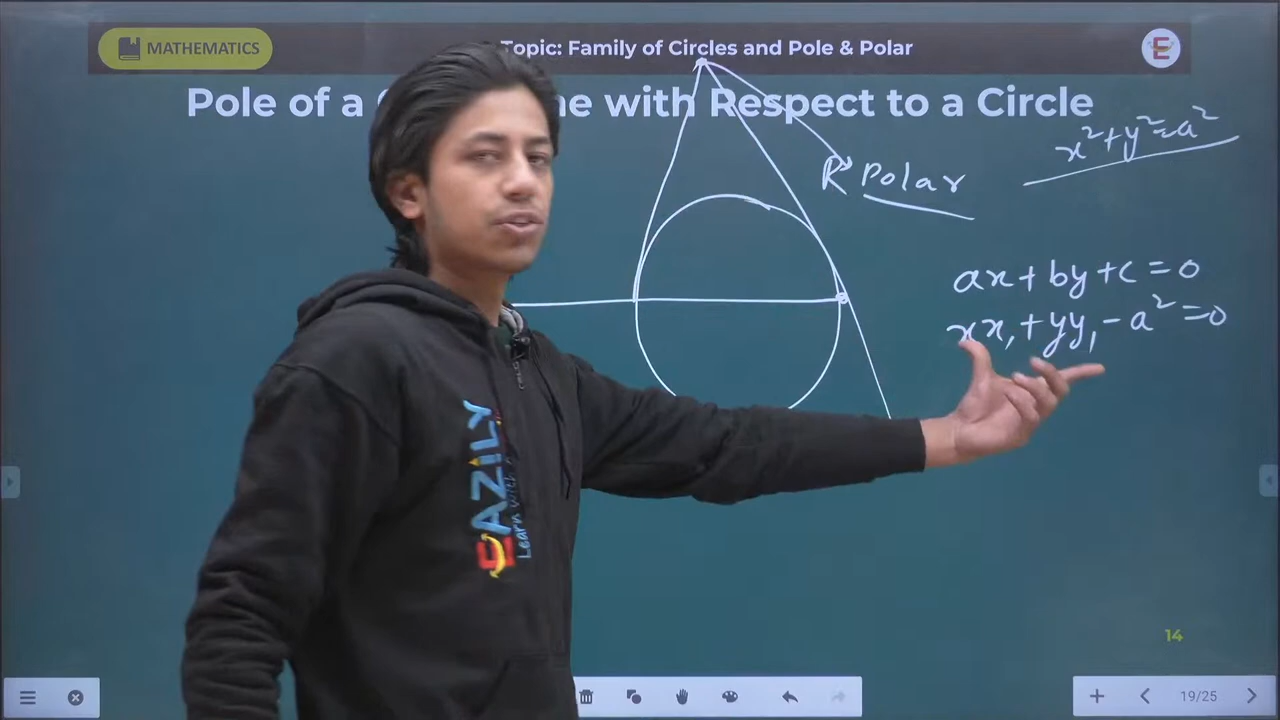 MATHEMATICS
Topic: Family of Circles and Pole & Polar
E
Pole of a
ne with Respect to a Circle
x²+y²=a²
Polar
ax+by+c=0
xx₁+yy₁-a²=0
EAZILY
Learn with
14
19/25